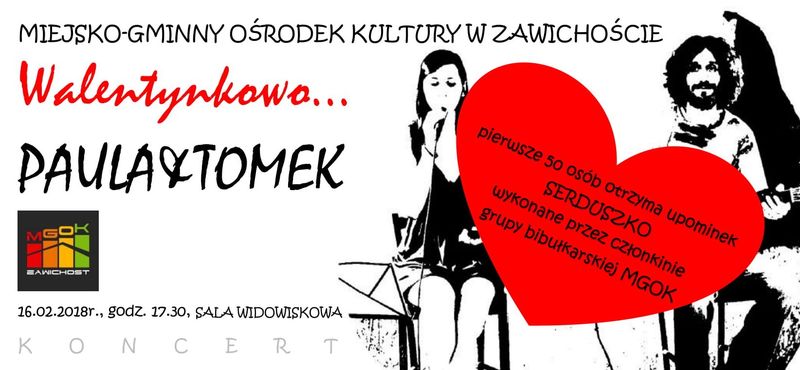 MIEJSKO-GMINNY OŚRODEK KULTURY W ZAWICHOŚCIE
Walentynkowo...
PAULA&TOMEK
MGOK
ZAWICHOST
16.02.2018r., godz. 17.30, SALA WIDOWISKOWA
KONCERT
pierwsze 50 osób otrzyma upominek
SERDUSZKO
wykonane przez członkinie
grupy bibułkarskiej MGOK